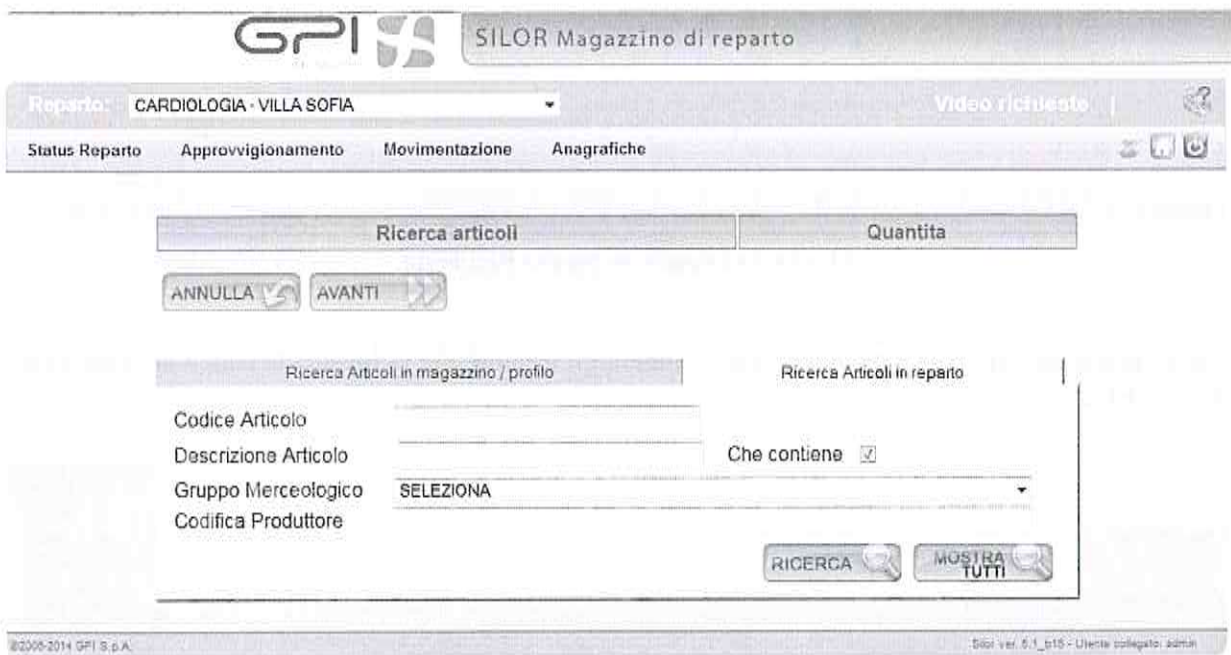 GPI SILOR Magazzino di reparto
Reparto: CARDIOLOGIA - VILLA SOFIA Video richieste |
Status Reparto Approvvigionamento Movimentazione Anagrafiche
Ricerca articoli Quantita
ANNULLA AVANTI
Ricerca Articoli in magazzino / profilo Ricerca Articoli in reparto
Codice Articolo
Descrizione Articolo Che contiene
Gruppo Merceologico SELEZIONA
Codifica Produttore
RICERCA MOSTRA TUTTI
©2005-2014 GPI S.p.A. Silor ver. 5.1_p15 - Utente collegato: admin